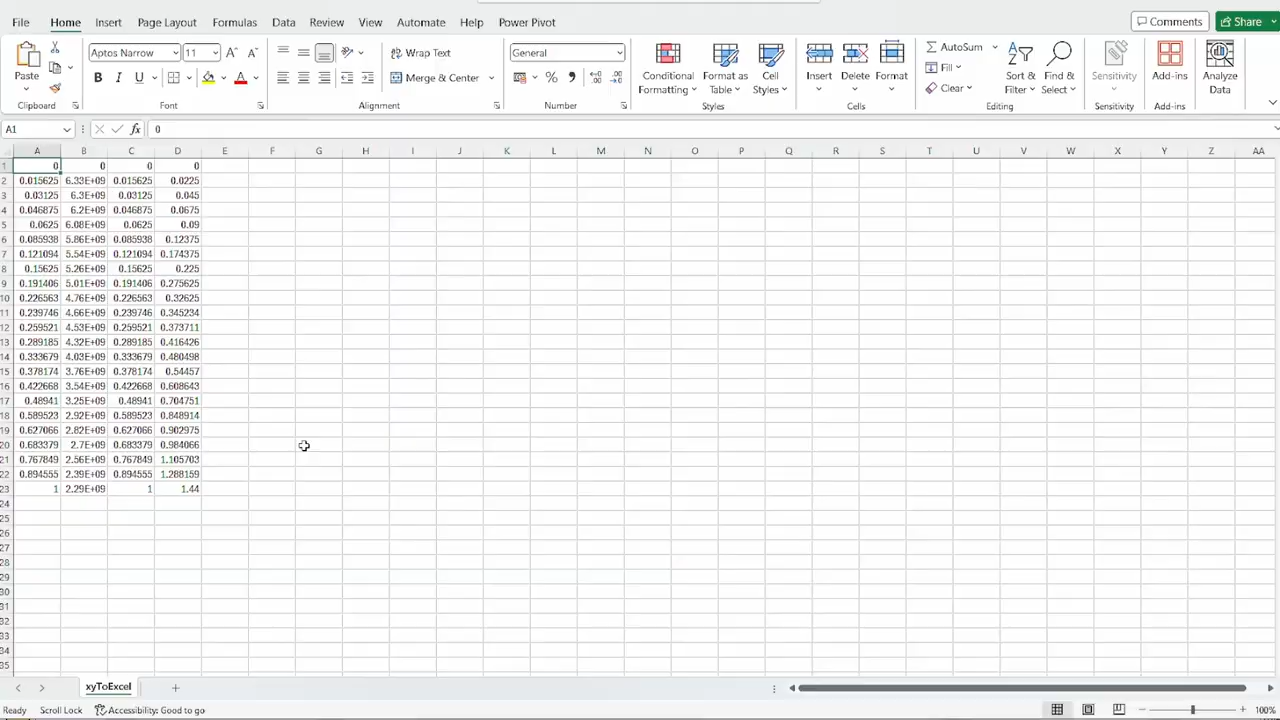 File Home Insert Page Layout Formulas Data Review View Automate Help Power Pivot Comments Share
Aptos Narrow 11 A A Wrap Text General AutoSum
Paste B I U A Merge & Center % 9 Conditional Formatting Format as Table Cell Styles Insert Delete Format Fill Clear Sort & Filter Find & Select Sensitivity Add-ins Analyze Data
Clipboard Font Alignment Number Styles Cells Editing Sensitivity Add-ins
A1 fx 0
A B C D E F G H I J K L M N O P Q R S T U V W X Y Z AA
1 0 0 0 0
2 0.015625 6.33E+09 0.015625 0.0225
3 0.03125 6.3E+09 0.03125 0.045
4 0.046875 6.2E+09 0.046875 0.0675
5 0.0625 6.08E+09 0.0625 0.09
6 0.085938 5.86E+09 0.085938 0.12375
7 0.121094 5.54E+09 0.121094 0.174375
8 0.15625 5.26E+09 0.15625 0.225
9 0.191406 5.01E+09 0.191406 0.275625
10 0.226563 4.76E+09 0.226563 0.32625
11 0.239746 4.66E+09 0.239746 0.345234
12 0.259521 4.53E+09 0.259521 0.373711
13 0.289185 4.32E+09 0.289185 0.416426
14 0.333679 4.03E+09 0.333679 0.480498
15 0.378174 3.76E+09 0.378174 0.54457
16 0.422668 3.54E+09 0.422668 0.608643
17 0.48941 3.25E+09 0.48941 0.704751
18 0.589523 2.92E+09 0.589523 0.848914
19 0.627066 2.82E+09 0.627066 0.902975
20 0.683379 2.7E+09 0.683379 0.984066
21 0.767849 2.56E+09 0.767849 1.105703
22 0.894555 2.39E+09 0.894555 1.288159
23 1 2.29E+09 1 1.44
24
25
26
27
28
29
30
31
32
33
34
35
xyToExcel
Ready Scroll Lock Accessibility: Good to go 100%